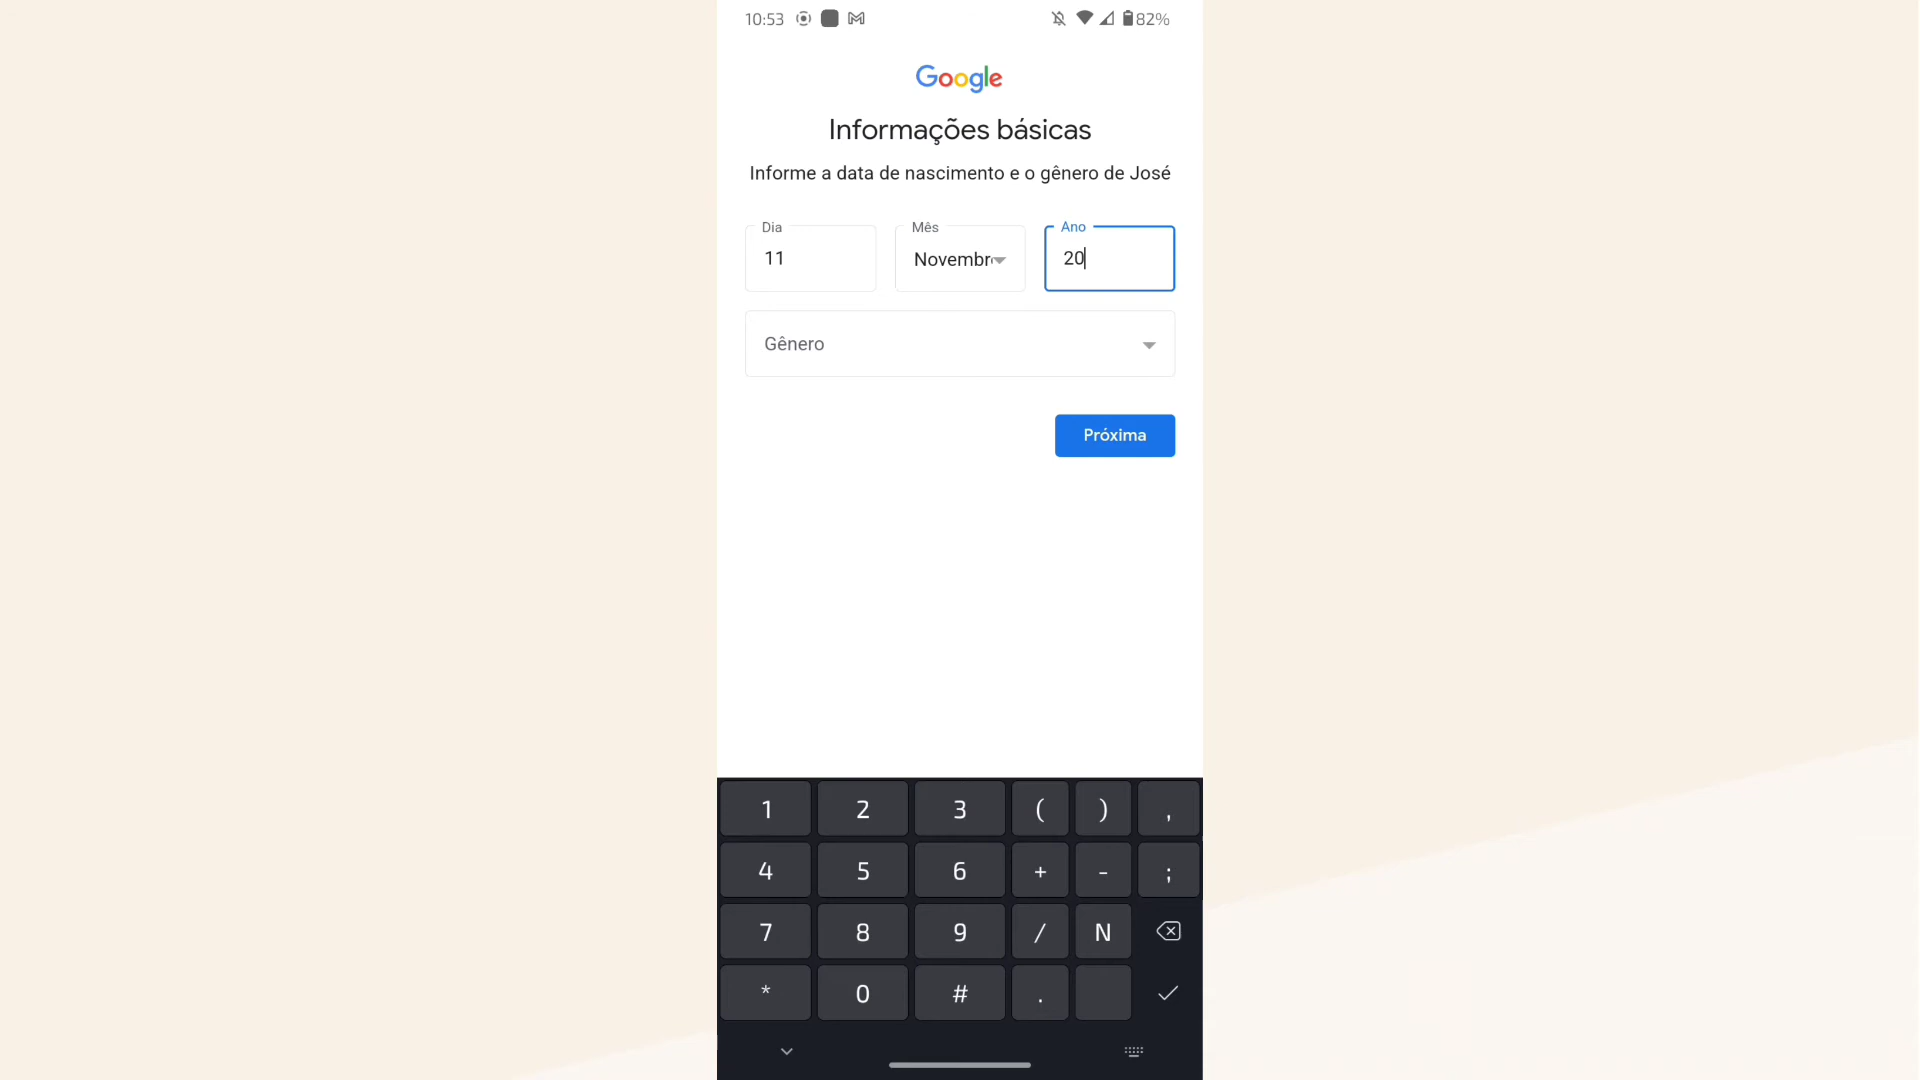 10:53 82%
Google
Informações básicas
Informe a data de nascimento e o gênero de José
Dia Mês Ano
11 Novembr 20
Gênero
Próxima
1 2 3 ( ) ,
4 5 6 + - ;
7 8 9 / N
* 0 # .